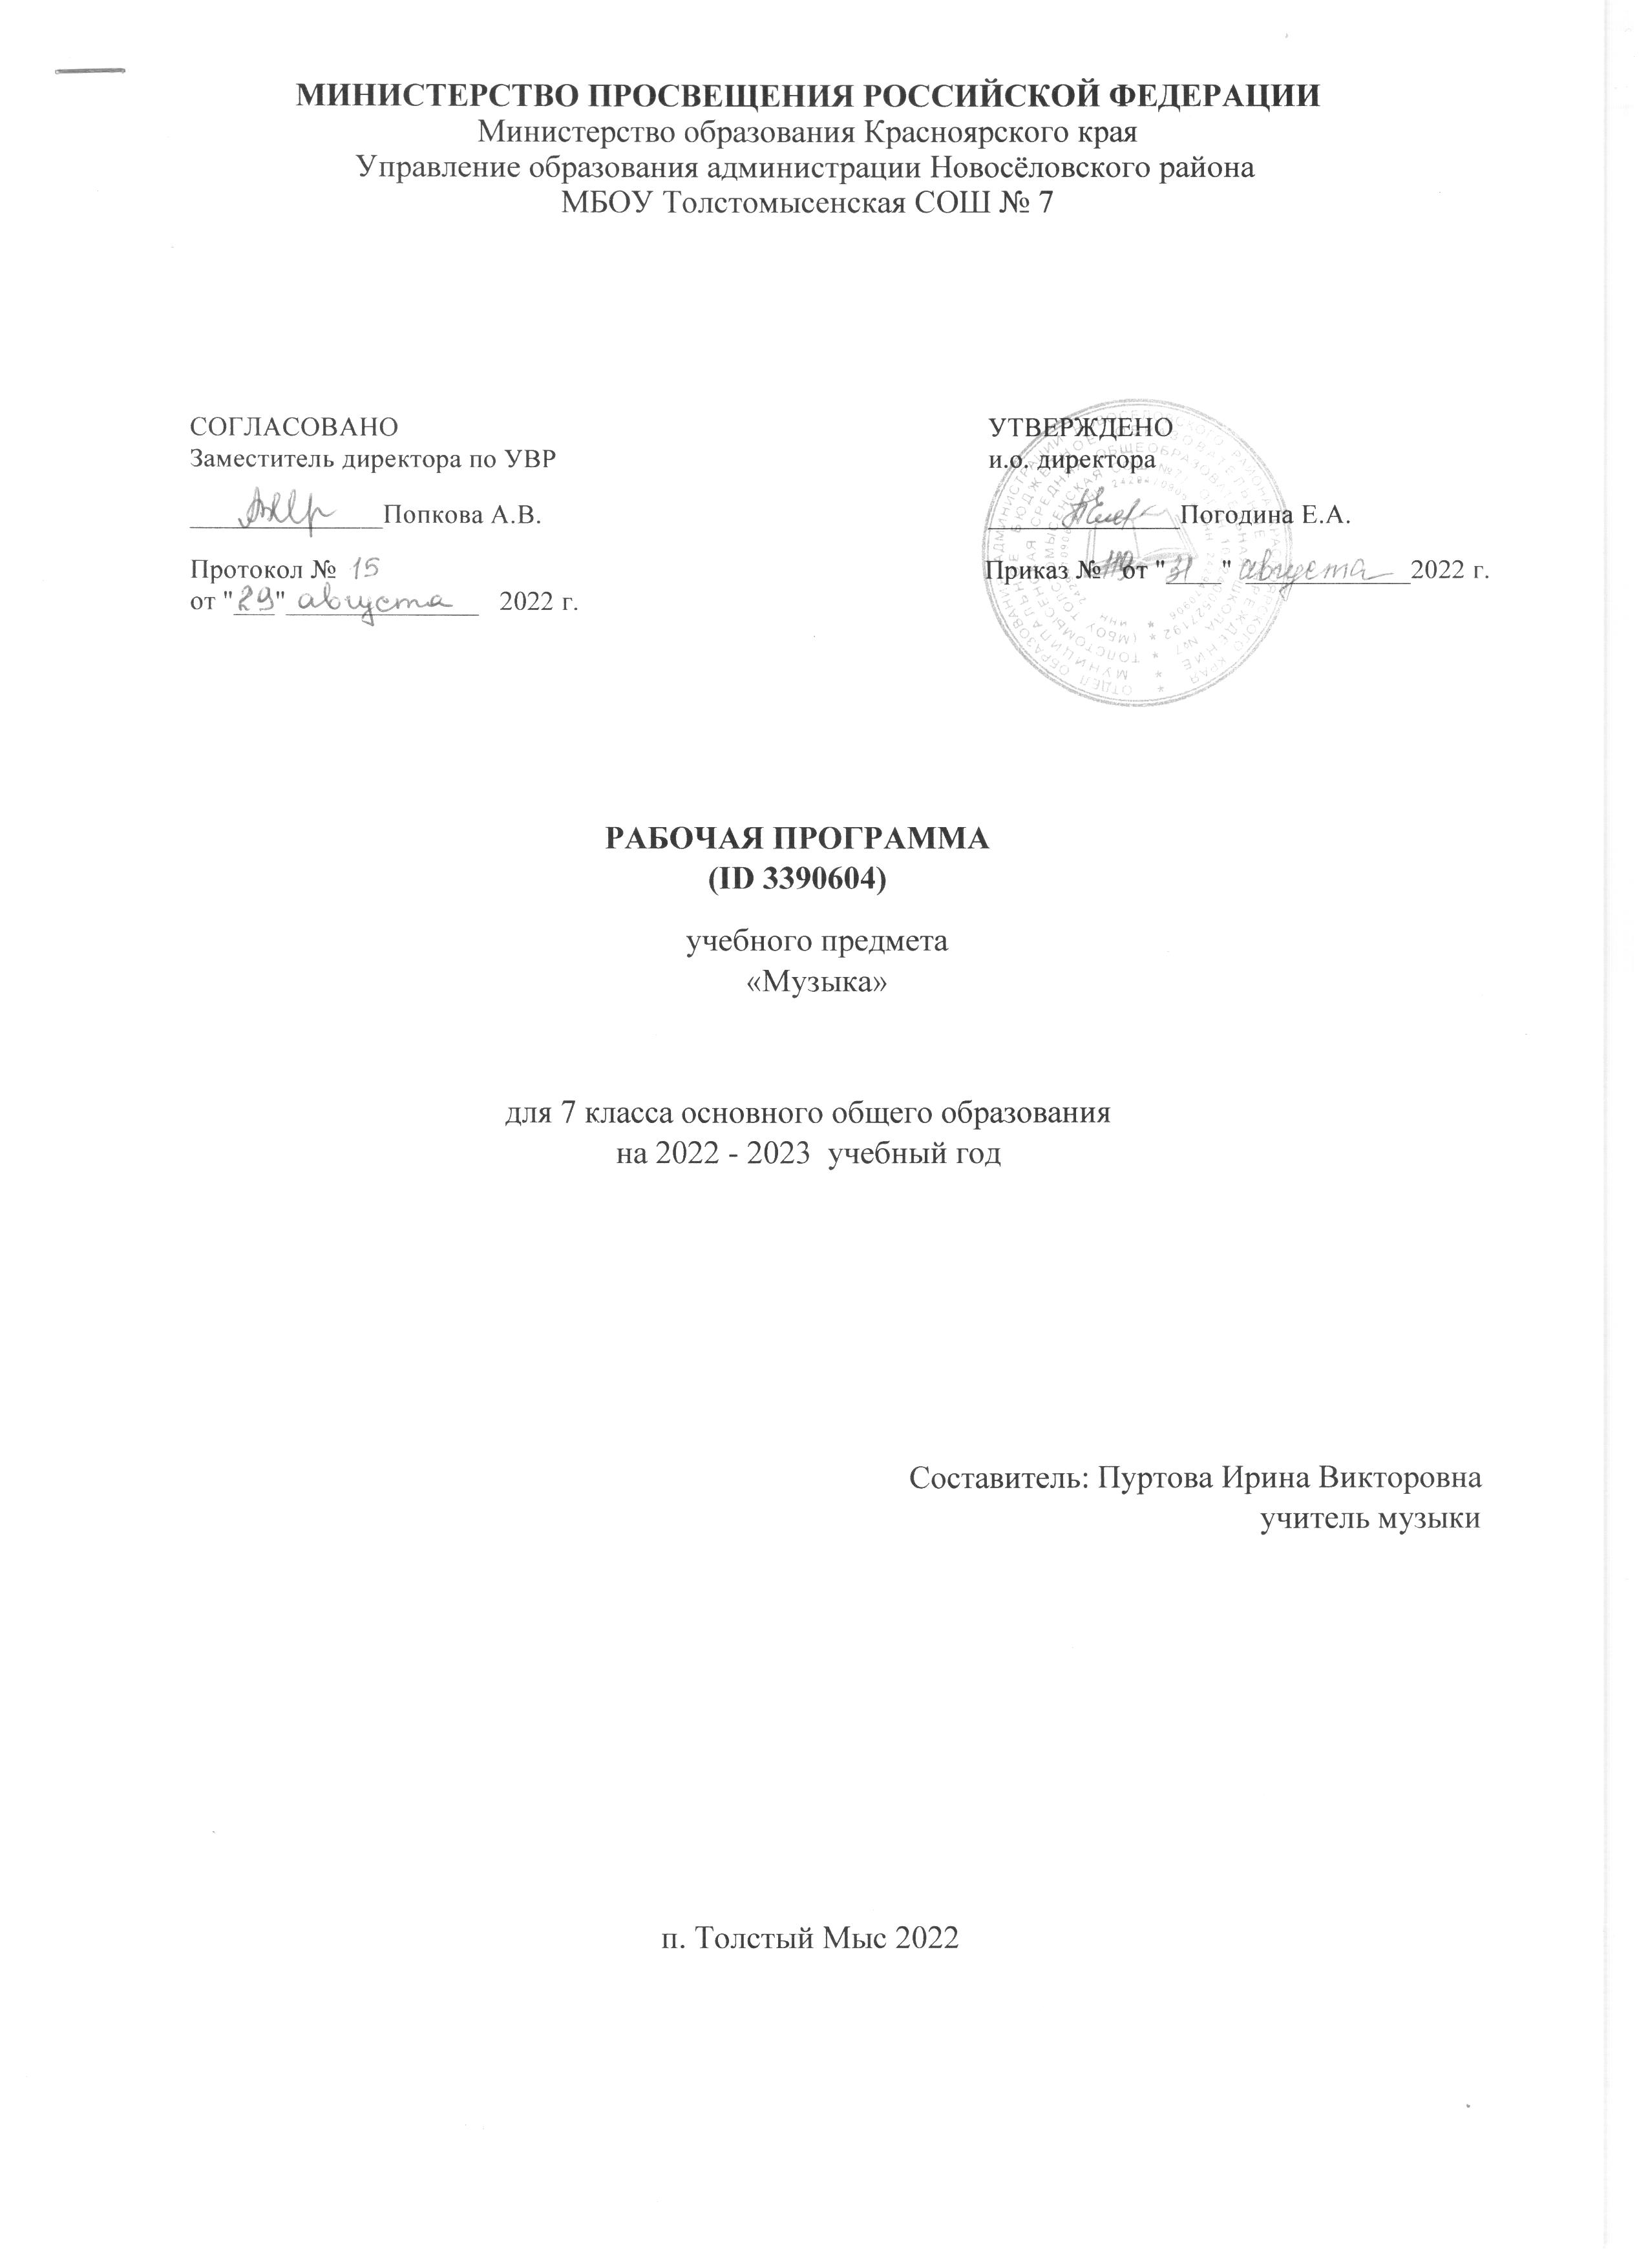 МИНИСТЕРСТВО ПРОСВЕЩЕНИЯ РОССИЙСКОЙ ФЕДЕРАЦИИ
Министерство образования Красноярского края
Управление образования администрации Новосёловского района
МБОУ Толстомысенская СОШ № 7
СОГЛАСОВАНО
Заместитель директора по УВР
Попкова А.В.
Протокол № 15
от "29" августа 2022 г.
УТВЕРЖДЕНО
и.о. директора
Погодина Е.А.
Приказ № от "31" августа 2022 г.
РАБОЧАЯ ПРОГРАММА
(ID 3390604)
учебного предмета
«Музыка»
для 7 класса основного общего образования
на 2022 - 2023 учебный год
Составитель: Пуртова Ирина Викторовна
учитель музыки
п. Толстый Мыс 2022